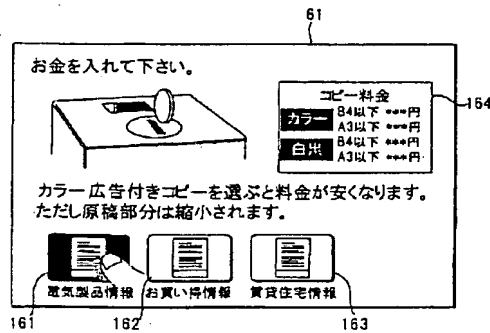 61
お金を入れて下さい。
コピー料金
164
カラー
B4以下 ***円
A3以下 ***円
白黒
B4以下 ***円
A3以下 ***円
カラー広告付きコピーを選ぶと料金が安くなります。
ただし原稿部分は縮小されます。
電気製品情報 お買い得情報 賃貸住宅情報
161 162 163